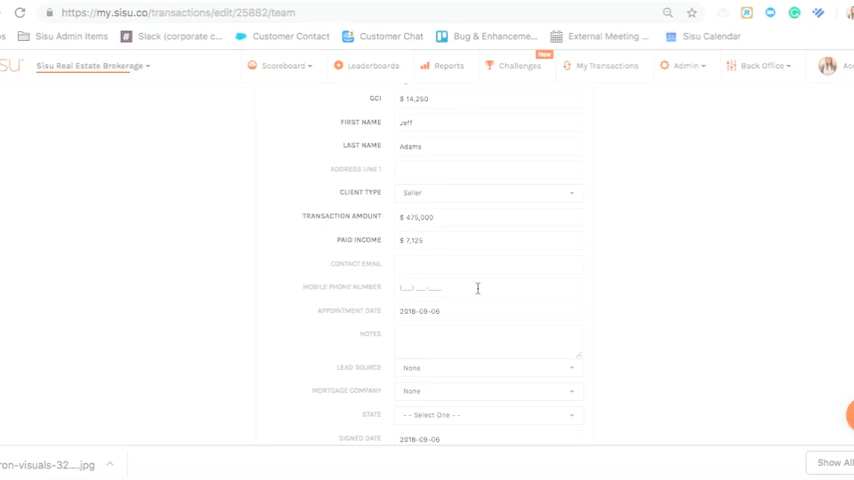 https://my.sisu.co/transactions/edit/25882/team
Sisu Admin Items Slack (corporate c... Customer Contact Customer Chat Bug & Enhanceme... External Meeting ... Sisu Calendar
New
su Sisu Real Estate Brokerage Scoreboard Leaderboards Reports Challenges My Transactions Admin Back Office Acc
GCI $ 14,250
FIRST NAME Jeff
LAST NAME Adams
ADDRESS LINE 1
CLIENT TYPE Seller
TRANSACTION AMOUNT $ 475,000
PAID INCOME $ 7,125
CONTACT EMAIL
MOBILE PHONE NUMBER (___) ___-____
APPOINTMENT DATE 2018-09-06
NOTES
LEAD SOURCE None
MORTGAGE COMPANY None
STATE -- Select One --
SIGNED DATE 2018-09-06
ron-visuals-32....jpg Show All